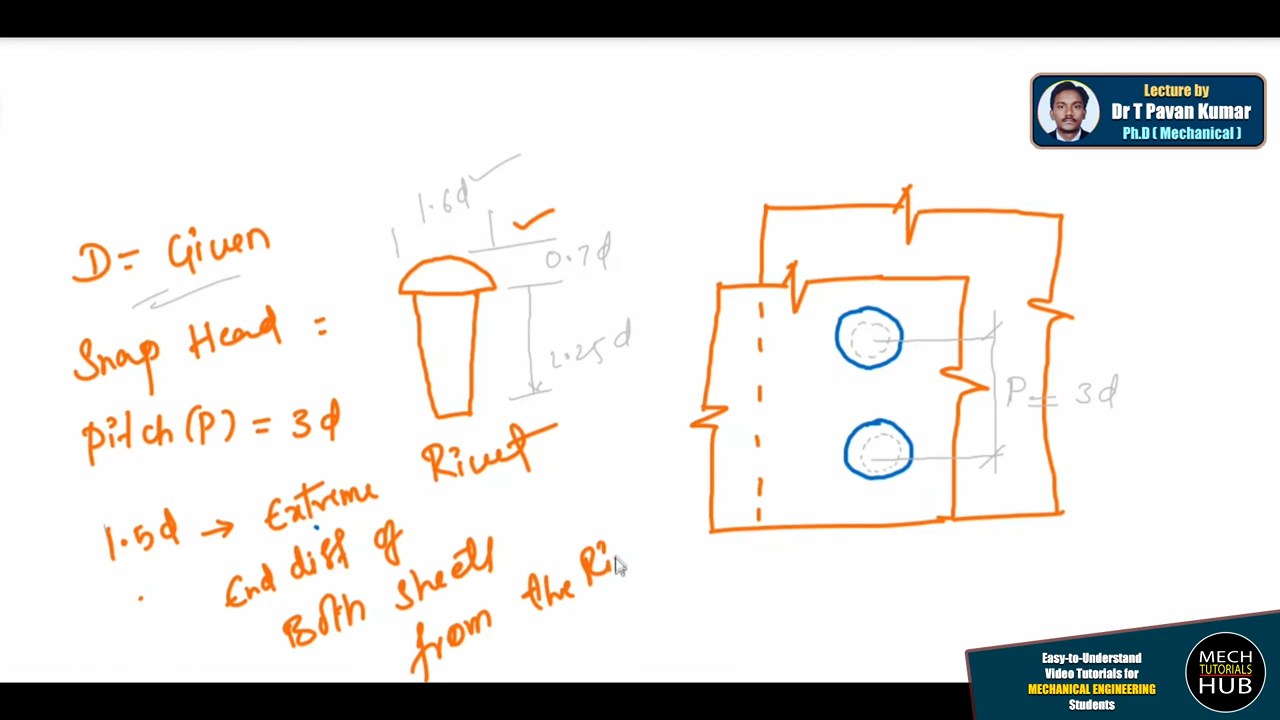 Lecture by
Dr T Pavan Kumar
Ph.D ( Mechanical )
1.6d
D = Given
0.7d
Snap Head =
2.25d
Pitch (P) = 3d
P = 3d
Rivet
1.5d → Extreme
End dist of
Both sheets
from the Ri
Easy-to-Understand
Video Tutorials for
MECHANICAL ENGINEERING
Students
MECH
TUTORIALS
HUB